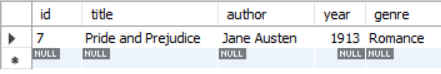 id title author year genre
7 Pride and Prejudice Jane Austen 1913 Romance
NULL NULL NULL NULL NULL